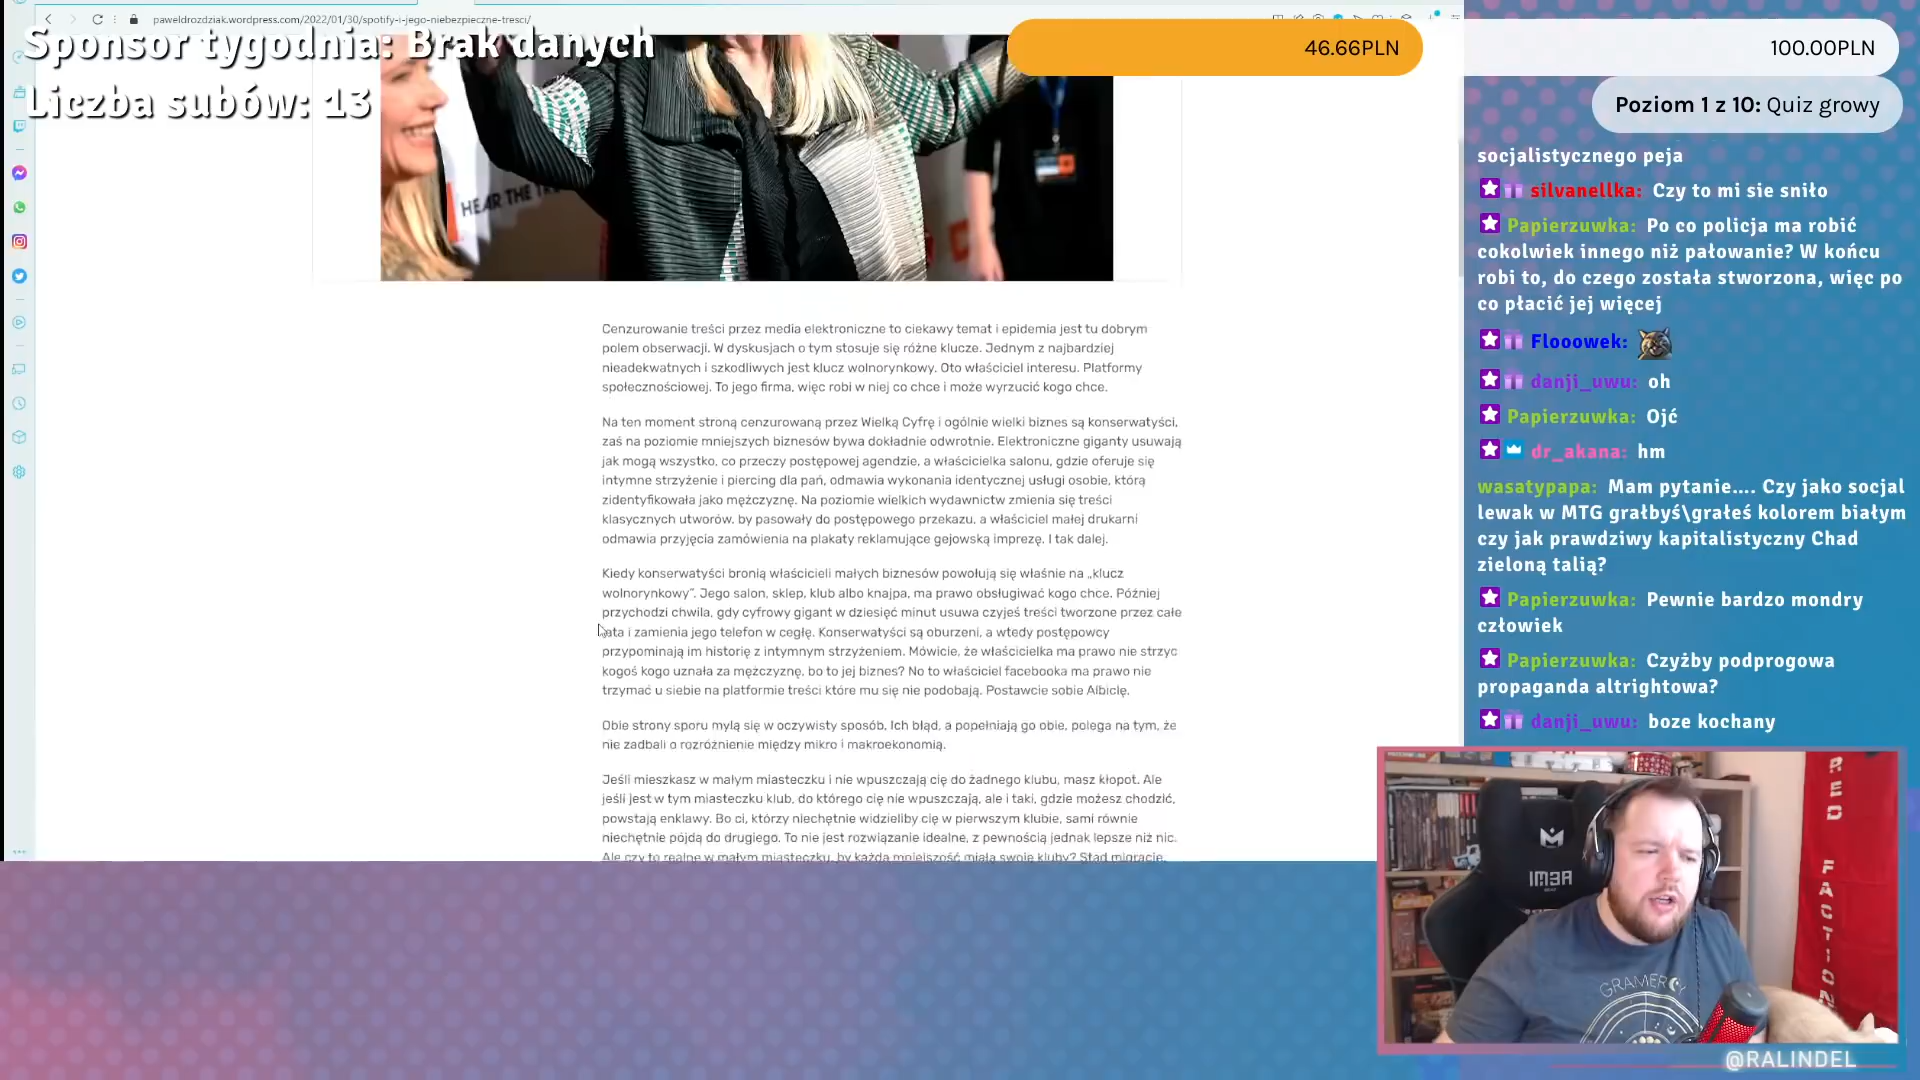 paweldrozdziak.wordpress.com/2022/01/30/spotify-i-jego-niebezpieczne-tresci/
Sponsor tygodnia: Brak danych
Liczba subów: 13
46.66PLN
100.00PLN
Poziom 1 z 10: Quiz growy
HEAR THE
Cenzurowanie treści przez media elektroniczne to ciekawy temat i epidemia jest tu dobrym
polem obserwacji. W dyskusjach o tym stosuje się różne klucze. Jednym z najbardziej
nieadekwatnych i szkodliwych jest klucz wolnorynkowy. Oto właściciel interesu. Platformy
społecznościowej. To jego firma, więc robi w niej co chce i może wyrzucić kogo chce.
Na ten moment stroną cenzurowaną przez Wielką Cyfrę i ogólnie wielki biznes są konserwatyści,
zaś na poziomie mniejszych biznesów bywa dokładnie odwrotnie. Elektroniczne giganty usuwają
jak mogą wszystko, co przeczy postępowej agendzie, a właścicielka salonu, gdzie oferuje się
intymne strzyżenie i piercing dla pań, odmawia wykonania identycznej usługi osobie, którą
zidentyfikowała jako mężczyznę. Na poziomie wielkich wydawnictw zmienia się treści
klasycznych utworów, by pasowały do postępowego przekazu, a właściciel małej drukarni
odmawia przyjęcia zamówienia na plakaty reklamujące gejowską imprezę. I tak dalej.
Kiedy konserwatyści bronią właścicieli małych biznesów powołują się właśnie na „klucz
wolnorynkowy”. Jego salon, sklep, klub albo knajpa, ma prawo obsługiwać kogo chce. Później
przychodzi chwila, gdy cyfrowy gigant w dziesięć minut usuwa czyjeś treści tworzone przez całe
lata i zamienia jego telefon w cegłę. Konserwatyści są oburzeni, a wtedy postępowcy
przypominają im historię z intymnym strzyżeniem. Mówicie, że właścicielka ma prawo nie strzyc
kogoś kogo uznała za mężczyznę, bo to jej biznes? No to właściciel facebooka ma prawo nie
trzymać u siebie na platformie treści które mu się nie podobają. Postawcie sobie Albiclę.
Obie strony sporu mylą się w oczywisty sposób. Ich błąd, a popełniają go obie, polega na tym, że
nie zadbali o rozróżnienie między mikro i makroekonomią.
Jeśli mieszkasz w małym miasteczku i nie wpuszczają cię do żadnego klubu, masz kłopot. Ale
jeśli jest w tym miasteczku klub, do którego cię nie wpuszczają, ale i taki, gdzie możesz chodzić,
powstają enklawy. Bo ci, którzy niechętnie widzieliby cię w pierwszym klubie, sami równie
niechętnie pójdą do drugiego. To nie jest rozwiązanie idealne, z pewnością jednak lepsze niż nic.
Ale czy to realne w małym miasteczku, by każda mniejszość miała swoje kluby? Stąd migracje,
socjalistycznego peja
silvanellka: Czy to mi sie sniło
Papierzuwka: Po co policja ma robić
cokolwiek innego niż pałowanie? W końcu
robi to, do czego została stworzona, więc po
co płacić jej więcej
Flooowek:
danji_uwu: oh
Papierzuwka: Ojć
dr_akana: hm
wasatypapa: Mam pytanie.... Czy jako socjal
lewak w MTG grałbyś\grałeś kolorem białym
czy jak prawdziwy kapitalistyczny Chad
zieloną talią?
Papierzuwka: Pewnie bardzo mondry
człowiek
Papierzuwka: Czyżby podprogowa
propaganda altrightowa?
danji_uwu: boze kochany
IM3A
RED FACTION
GRAMERCY
@RALINDEL